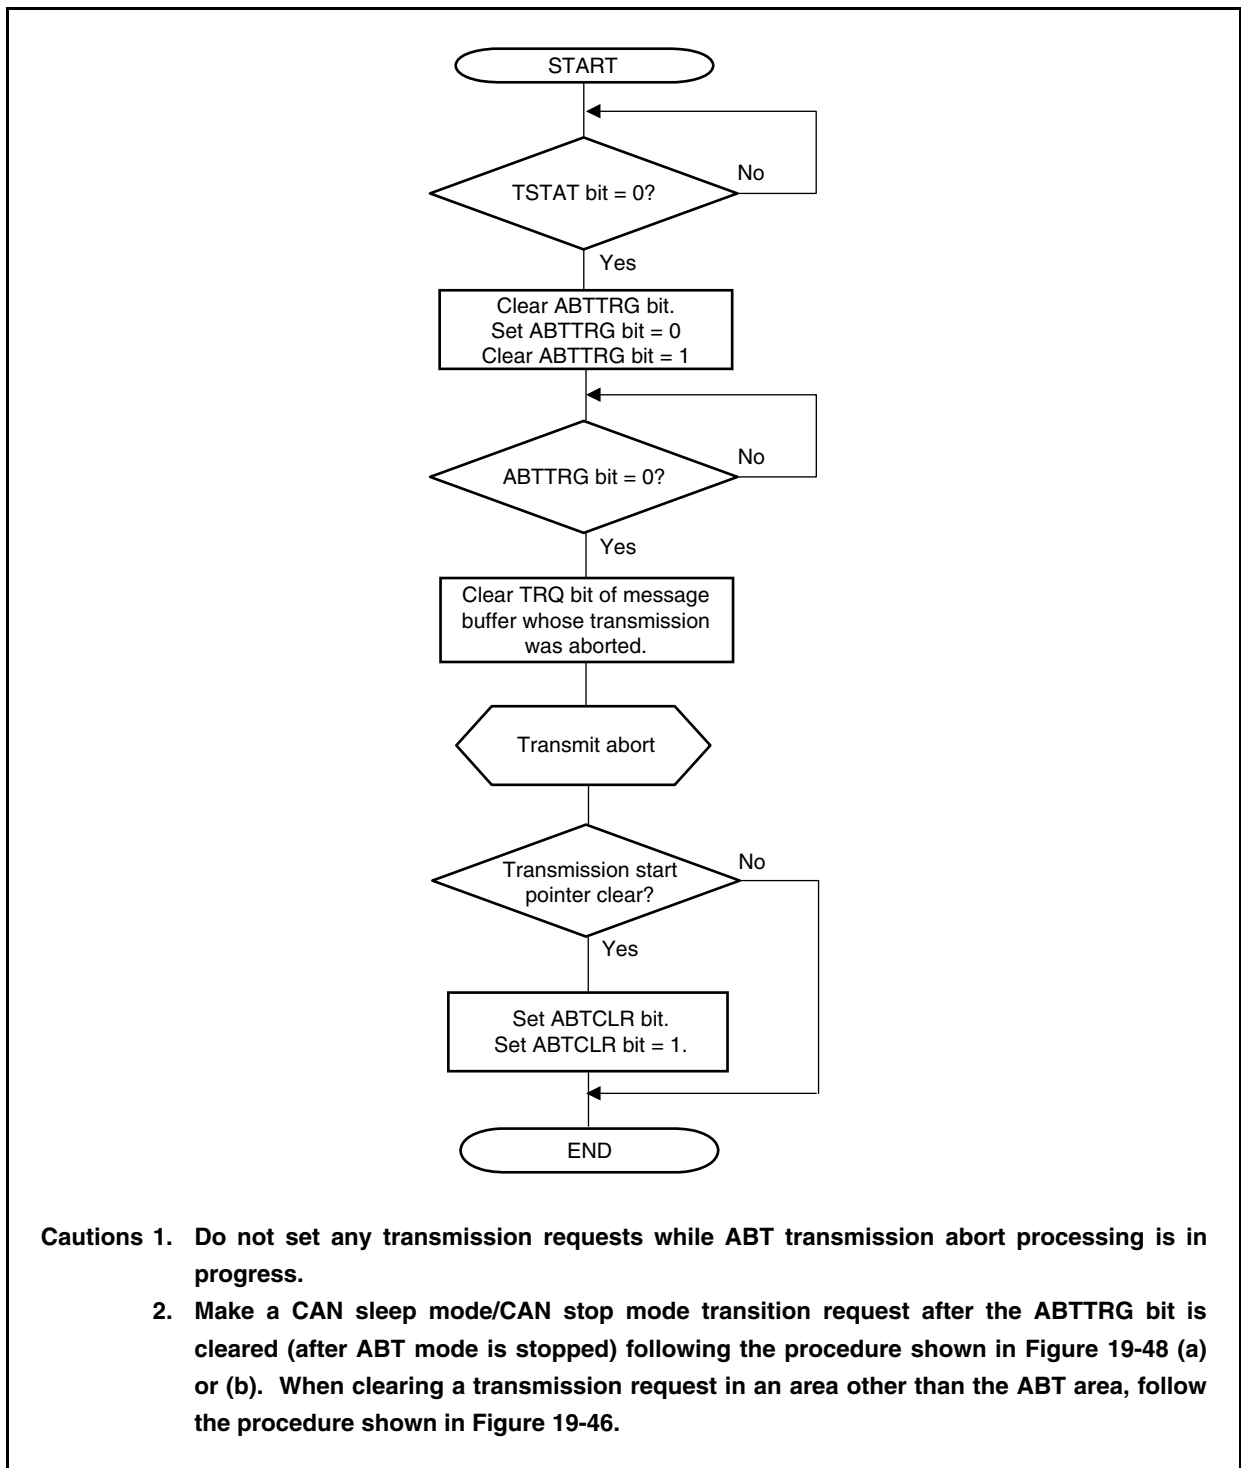 START
No
TSTAT bit = 0?
Yes
Clear ABTTRG bit.
Set ABTTRG bit = 0
Clear ABTTRG bit = 1
No
ABTTRG bit = 0?
Yes
Clear TRQ bit of message
buffer whose transmission
was aborted.
Transmit abort
No
Transmission start
pointer clear?
Yes
Set ABTCLR bit.
Set ABTCLR bit = 1.
END
Cautions 1. Do not set any transmission requests while ABT transmission abort processing is in
progress.
2. Make a CAN sleep mode/CAN stop mode transition request after the ABTTRG bit is
cleared (after ABT mode is stopped) following the procedure shown in Figure 19-48 (a)
or (b). When clearing a transmission request in an area other than the ABT area, follow
the procedure shown in Figure 19-46.